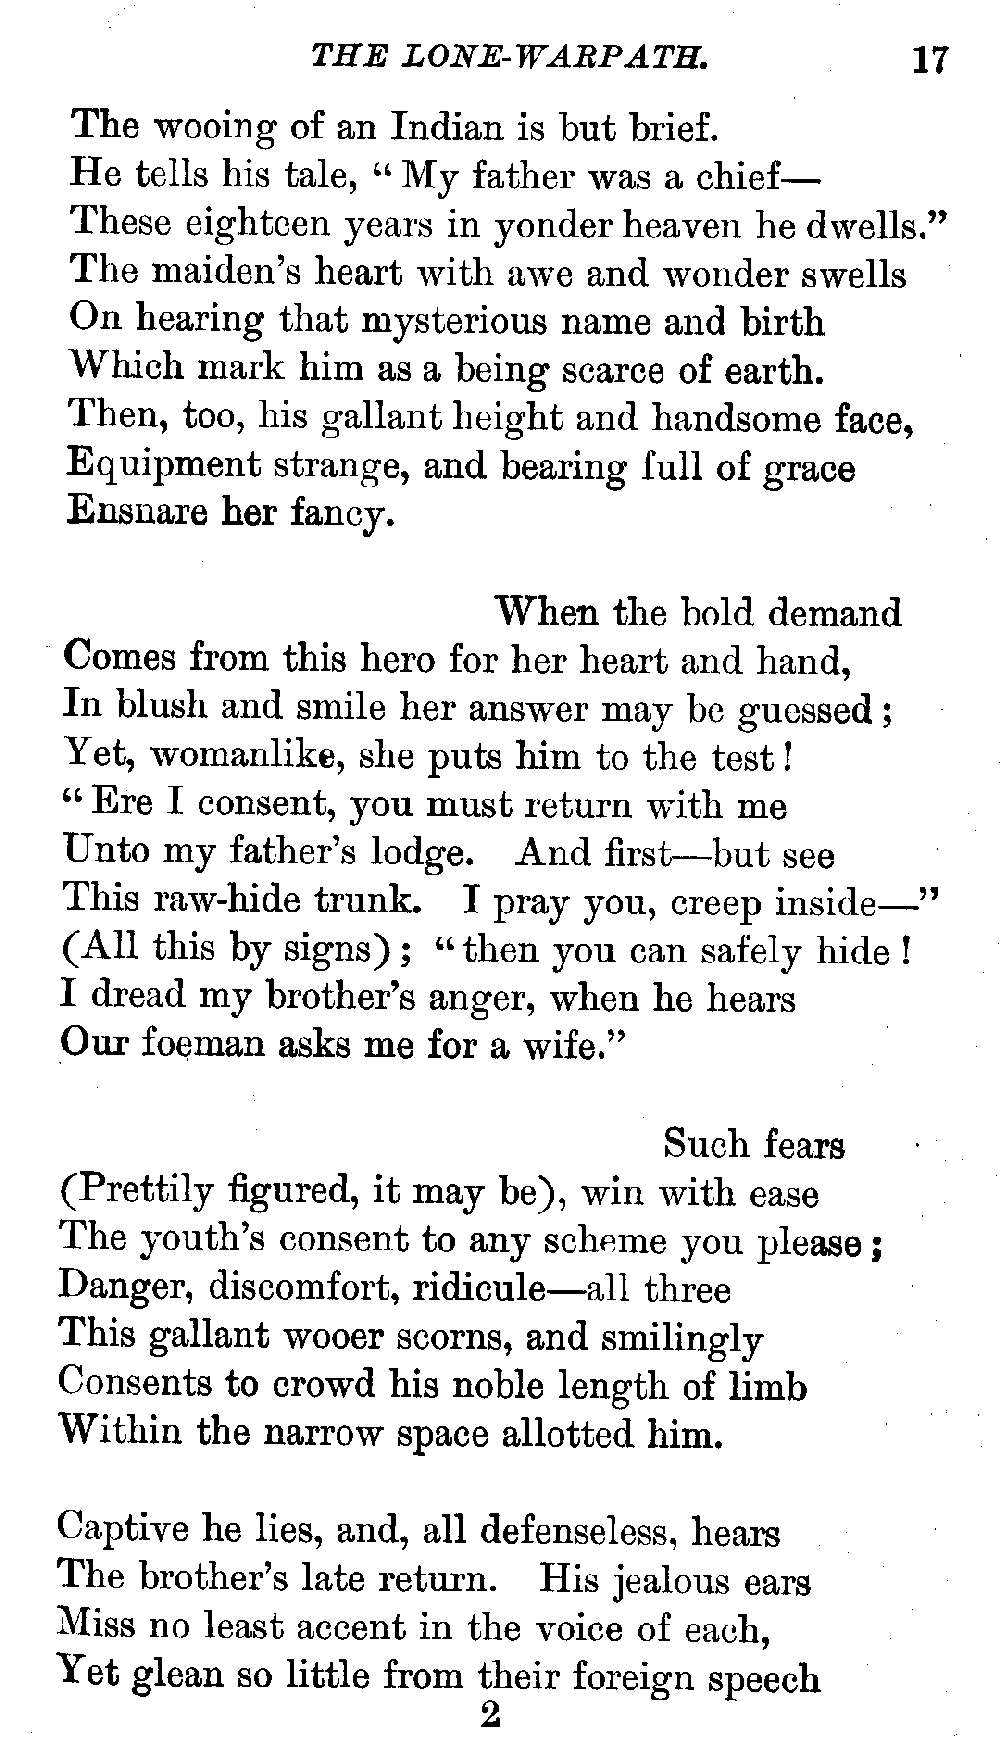 THE LONE-WARPATH. 17
The wooing of an Indian is but brief.
He tells his tale, “ My father was a chief—
These eighteen years in yonder heaven he dwells.”
The maiden’s heart with awe and wonder swells
On hearing that mysterious name and birth
Which mark him as a being scarce of earth.
Then, too, his gallant height and handsome face,
Equipment strange, and bearing full of grace
Ensnare her fancy.
When the bold demand
Comes from this hero for her heart and hand,
In blush and smile her answer may be guessed ;
Yet, womanlike, she puts him to the test !
“ Ere I consent, you must return with me
Unto my father’s lodge. And first—but see
This raw-hide trunk. I pray you, creep inside—”
(All this by signs) ; “ then you can safely hide !
I dread my brother’s anger, when he hears
Our foeman asks me for a wife.”
Such fears
(Prettily figured, it may be), win with ease
The youth’s consent to any scheme you please ;
Danger, discomfort, ridicule—all three
This gallant wooer scorns, and smilingly
Consents to crowd his noble length of limb
Within the narrow space allotted him.
Captive he lies, and, all defenseless, hears
The brother’s late return. His jealous ears
Miss no least accent in the voice of each,
Yet glean so little from their foreign speech
2